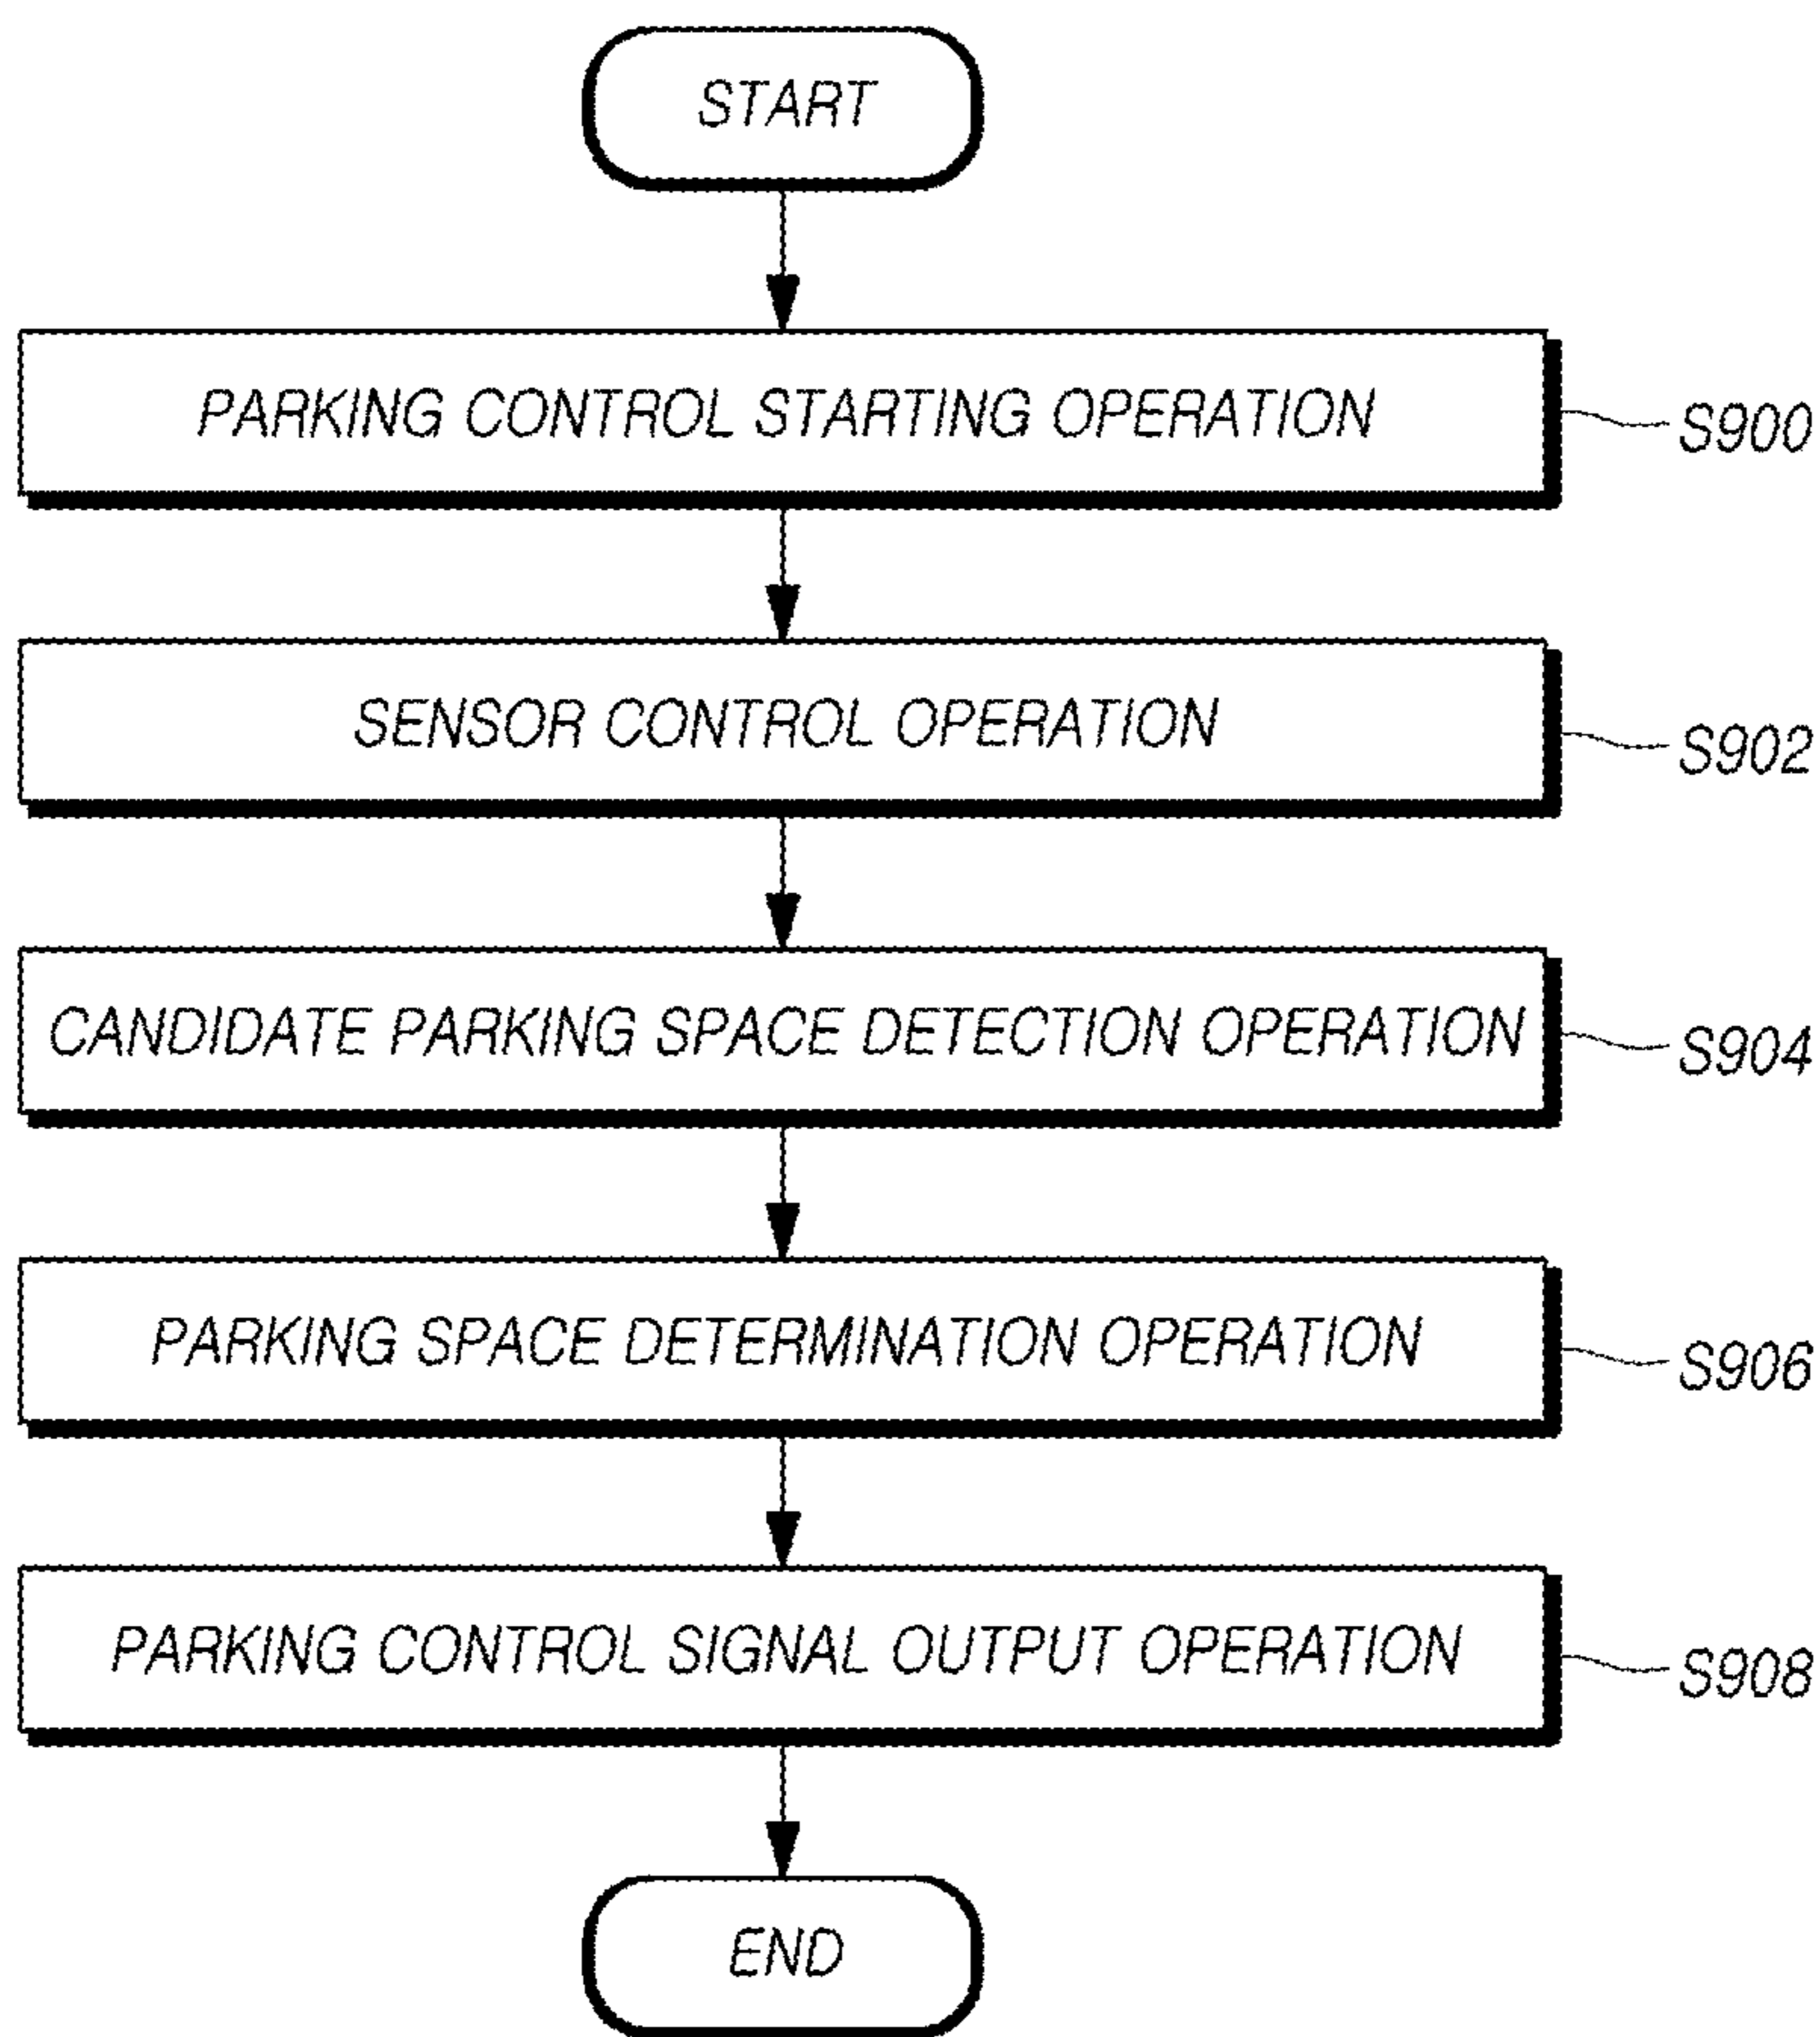 START
PARKING CONTROL STARTING OPERATION
S900
SENSOR CONTROL OPERATION
S902
CANDIDATE PARKING SPACE DETECTION OPERATION
S904
PARKING SPACE DETERMINATION OPERATION
S906
PARKING CONTROL SIGNAL OUTPUT OPERATION
S908
END